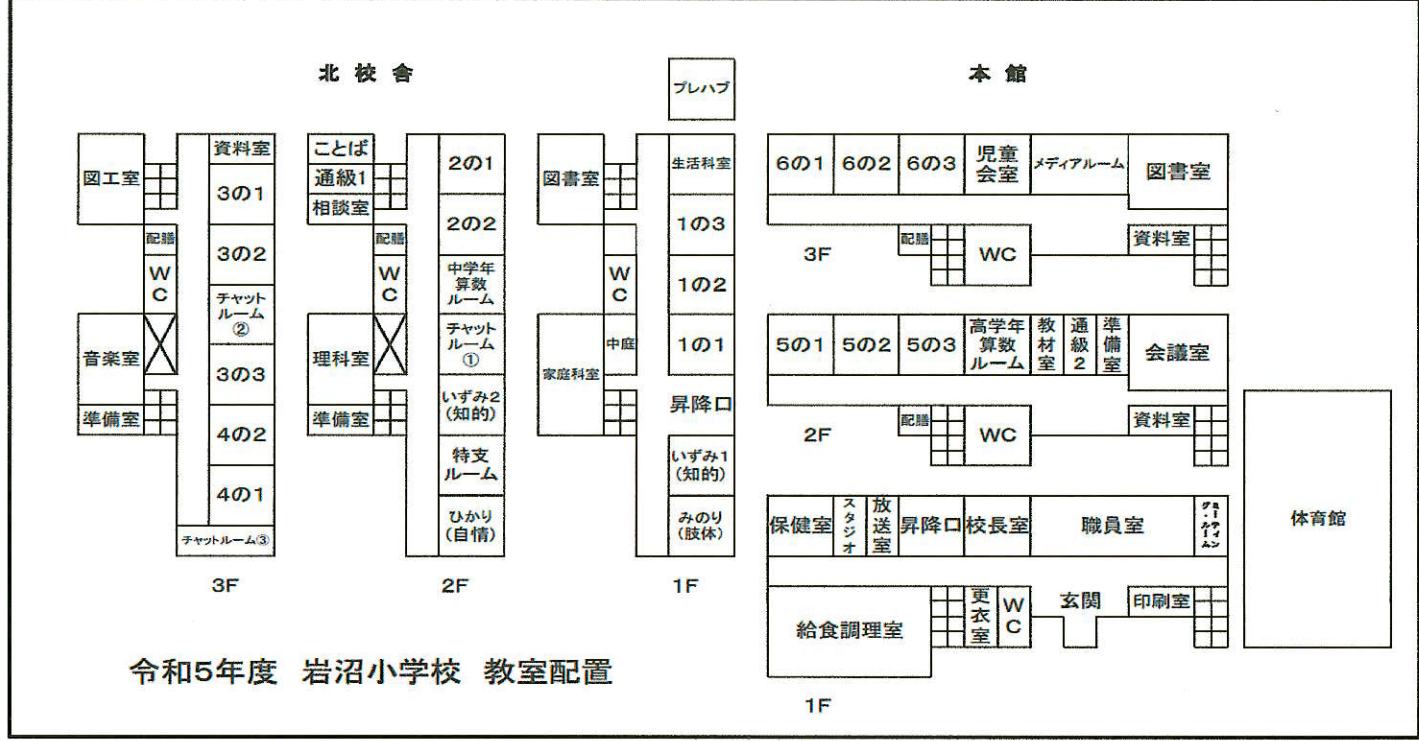 北校舎
本館
プレハブ
図工室
資料室
3の1
配膳
3の2
WC
チャット
ルーム
②
音楽室
3の3
準備室
4の2
4の1
チャットルーム③
3F
ことば
通級1
相談室
2の1
2の2
配膳
WC
中学年
算数
ルーム
理科室
チャット
ルーム
①
いずみ2
(知的)
準備室
特支
ルーム
ひかり
(自情)
2F
図書室
生活科室
1の3
WC
1の2
中庭
1の1
家庭科室
昇降口
いずみ1
(知的)
みのり
(肢体)
1F
6の1
6の2
6の3
児童
会室
メディアルーム
図書室
配膳
WC
資料室
3F
5の1
5の2
5の3
高学年
算数
ルーム
教材室
通級2
準備室
会議室
配膳
WC
資料室
2F
保健室
スタジオ
放送室
昇降口
校長室
職員室
ミーティン
グ・ルーム
給食調理室
更衣室
WC
玄関
印刷室
1F
体育館
令和5年度 岩沼小学校 教室配置